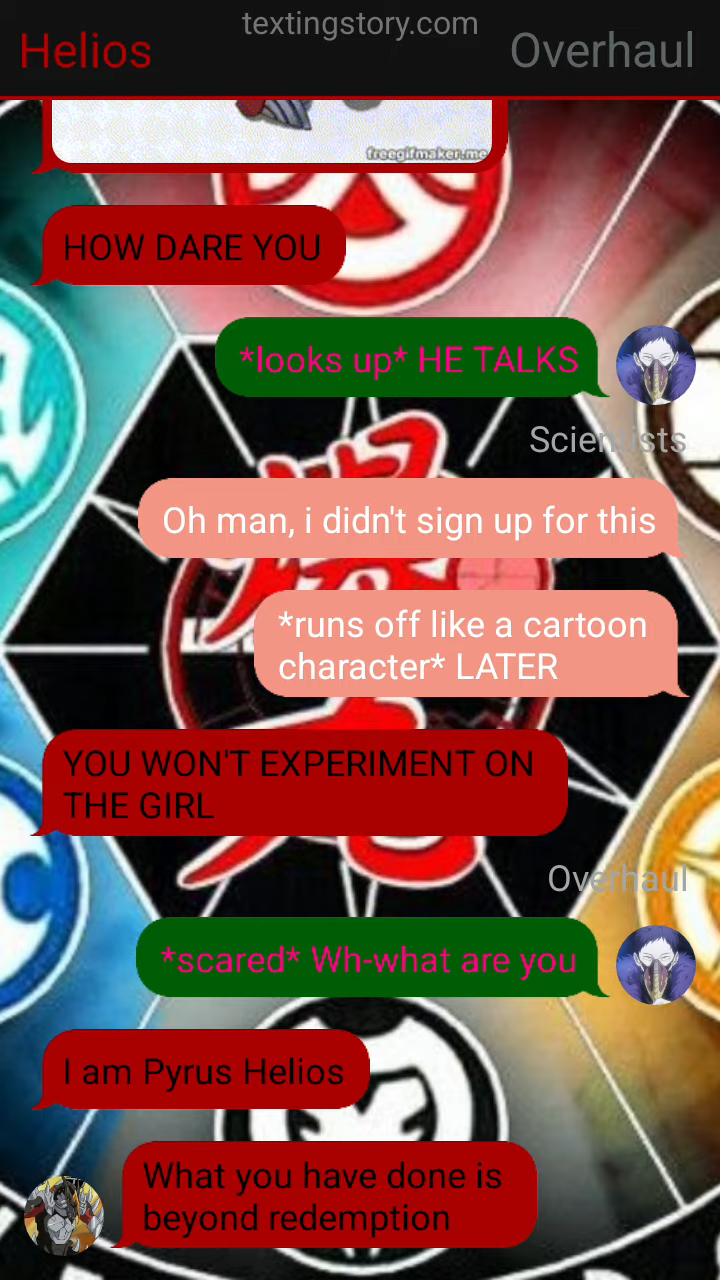 textingstory.com
Helios
Overhaul
freegifmaker.me
HOW DARE YOU
*looks up* HE TALKS
Scientists
Oh man, i didn't sign up for this
*runs off like a cartoon
character* LATER
YOU WON'T EXPERIMENT ON
THE GIRL
Overhaul
*scared* Wh-what are you
I am Pyrus Helios
What you have done is
beyond redemption